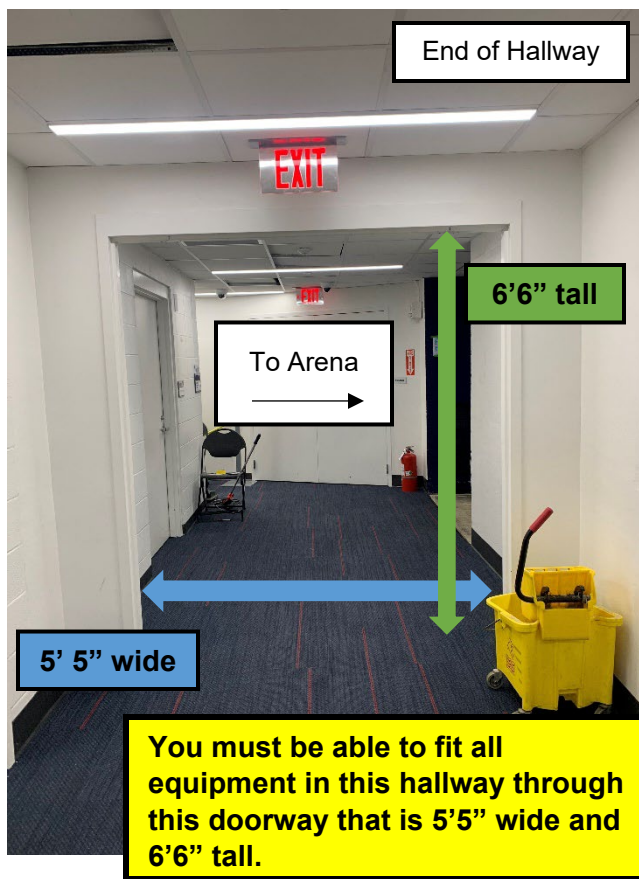 End of Hallway
EXIT
6’6” tall
EXIT
To Arena
5’ 5” wide
You must be able to fit all
equipment in this hallway through
this doorway that is 5’5” wide and
6’6” tall.